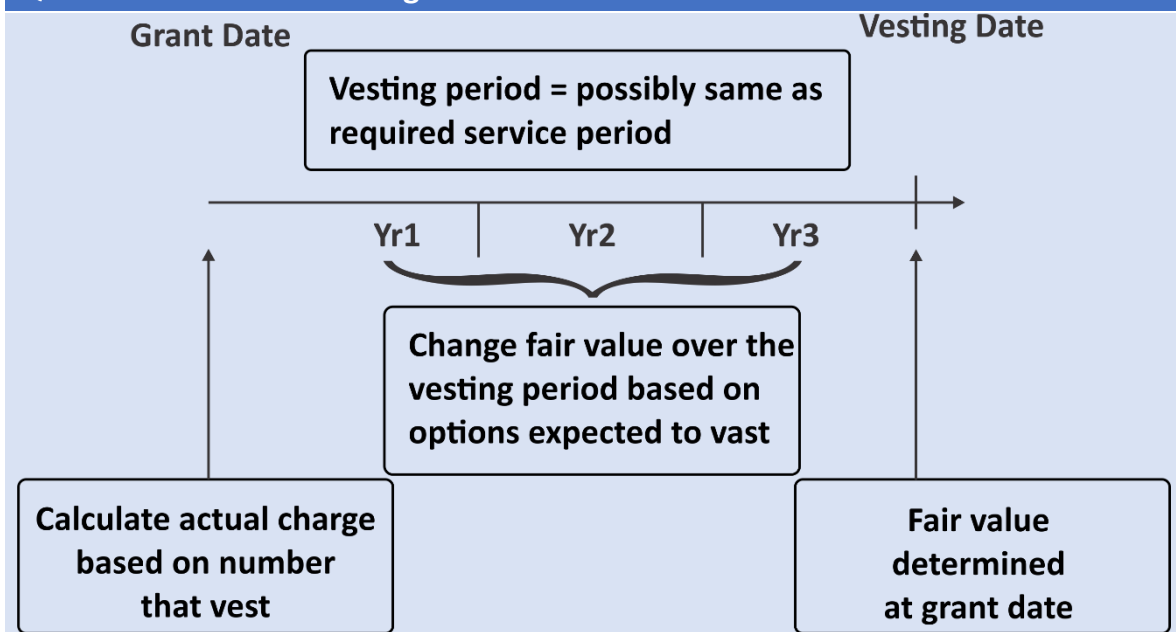 Grant Date
Vesting Date
Vesting period = possibly same as
required service period
Yr1
Yr2
Yr3
Change fair value over the
vesting period based on
options expected to vast
Calculate actual charge
based on number
that vest
Fair value
determined
at grant date